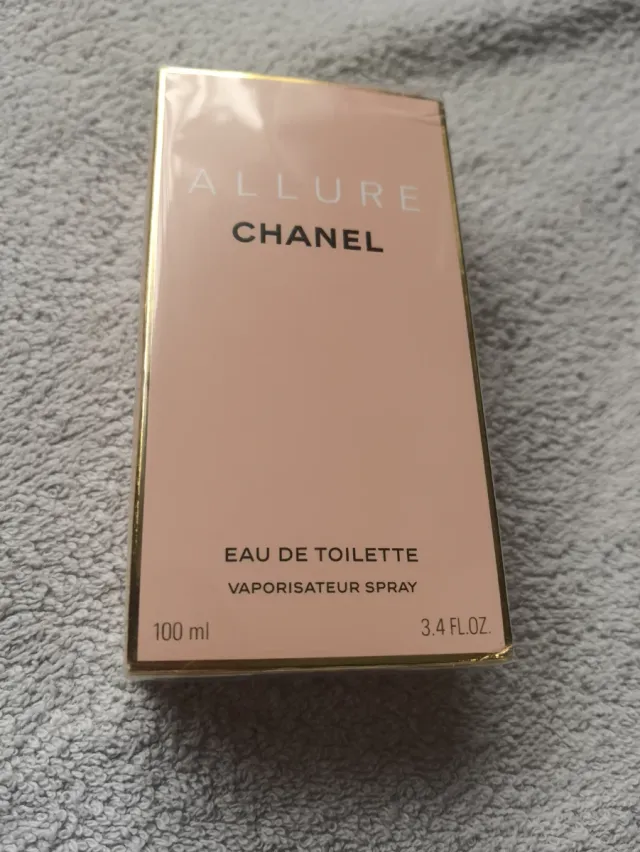 ALLURE
CHANEL
EAU DE TOILETTE
VAPORISATEUR SPRAY
100 ml 3.4 FL.OZ.